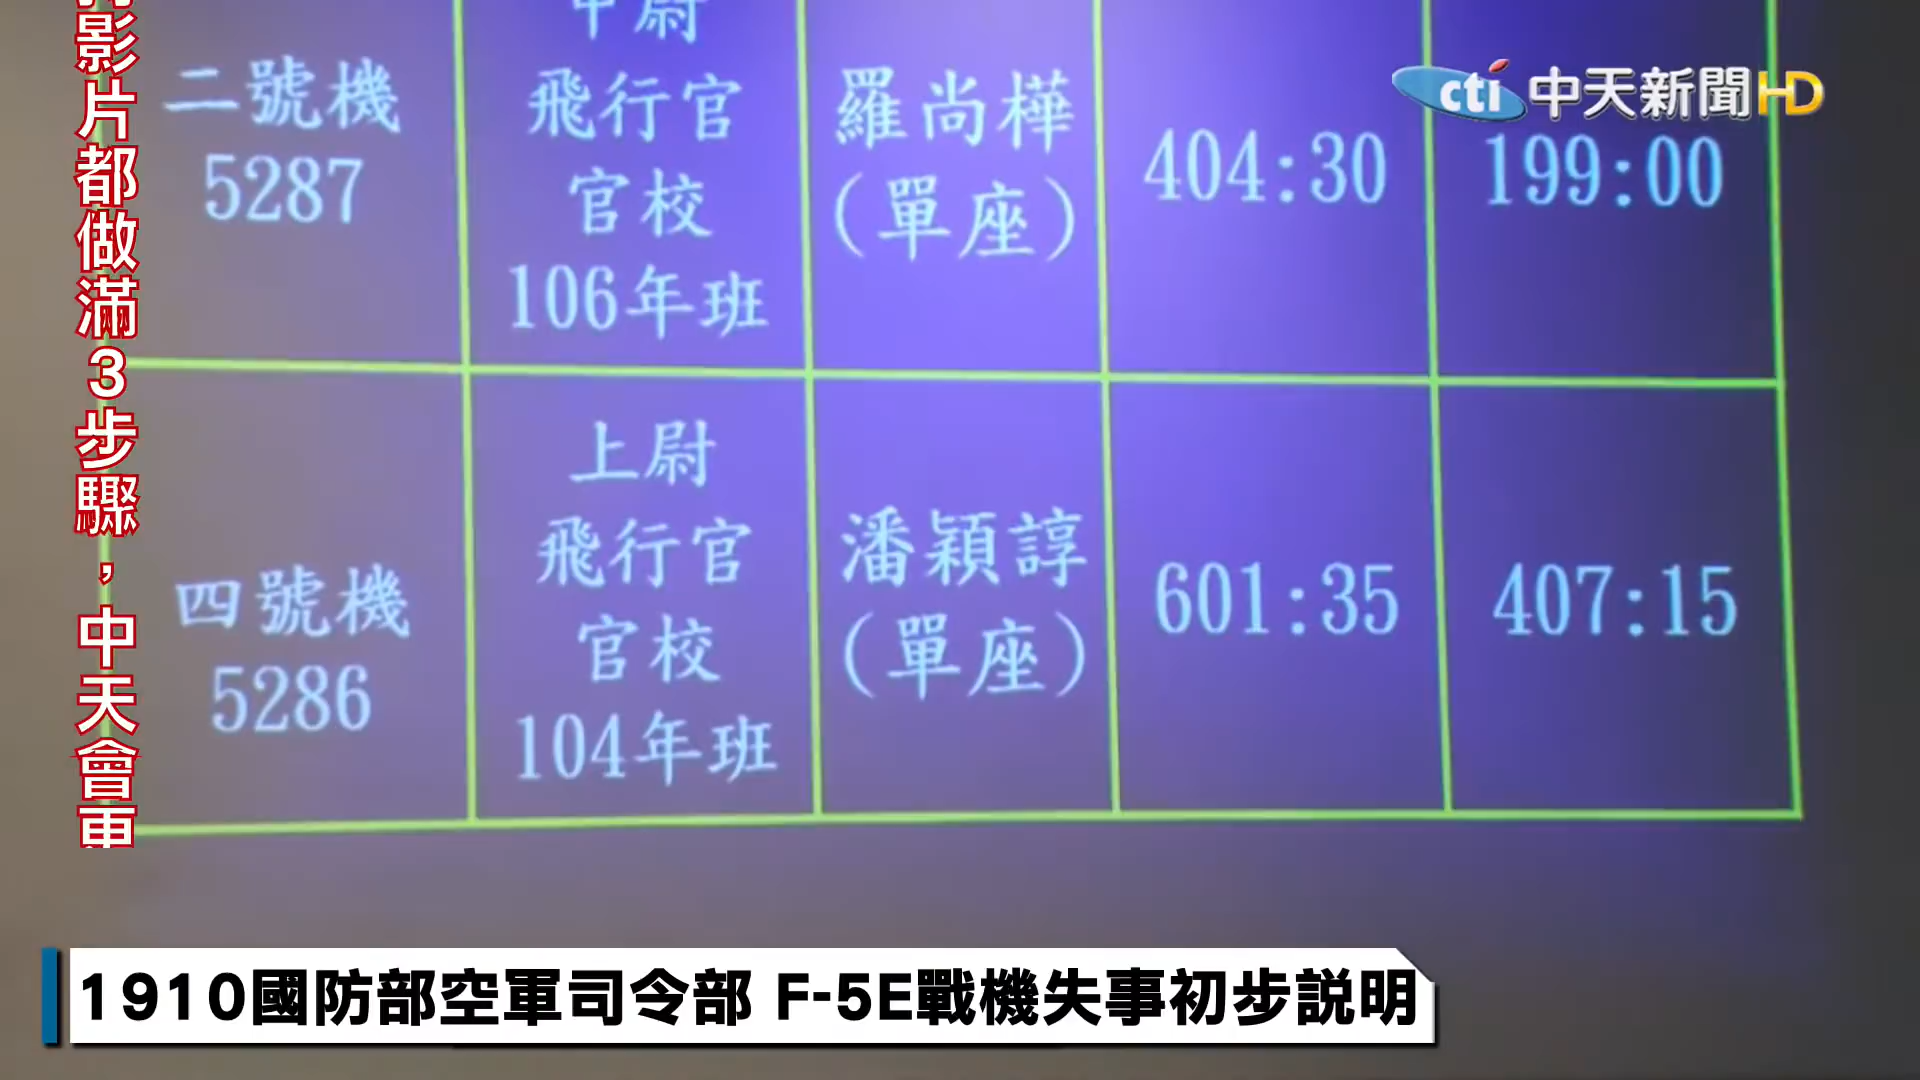 影片都做滿3步驟，中天會
cti 中天新聞HD
中尉
二號機
5287
飛行官
官校
106年班
羅尚樺
(單座)
404:30
199:00
四號機
5286
上尉
飛行官
官校
104年班
潘穎諄
(單座)
601:35
407:15
1910國防部空軍司令部 F-5E戰機失事初步説明